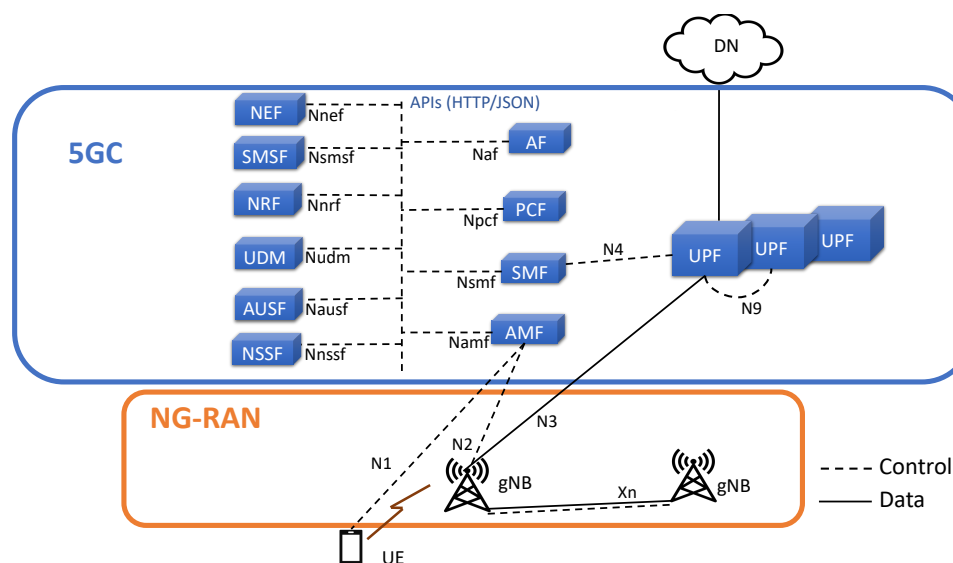 DN
APIs (HTTP/JSON)
5GC
NEF
Nnef
SMSF
Nsmsf
NRF
Nnrf
UDM
Nudm
AUSF
Nausf
NSSF
Nnssf
AF
Naf
PCF
Npcf
SMF
Nsmf
AMF
Namf
N4
UPF
UPF
UPF
N9
NG-RAN
N3
N1
N2
gNB
Xn
gNB
UE
Control
Data